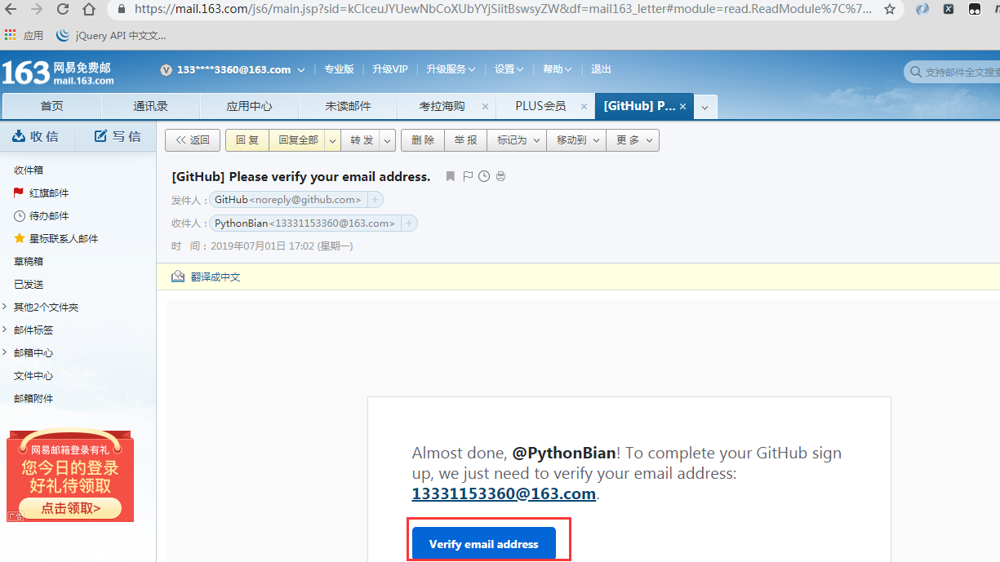 https://mail.163.com/js6/main.jsp?sid=kClceuJYUewNbCoXUbYYjSiitBswsyZW&df=mail163_letter#module=read.ReadModule%7C%7...
应用 jQuery API 中文文...
163 网易免费邮 mail.163.com
133****3360@163.com 专业版 升级VIP 升级服务 设置 帮助 退出
支持邮件全文搜索
首页 通讯录 应用中心 未读邮件 考拉海购 × PLUS会员 × [GitHub] P... ×
收信 写信
返回 回复 回复全部 转发 删除 举报 标记为 移动到 更多
收件箱
红旗邮件
待办邮件
星标联系人邮件
草稿箱
已发送
其他2个文件夹
邮件标签
邮箱中心
文件中心
邮箱附件
网易邮箱登录有礼
您今日的登录
好礼待领取
点击领取>
广告
[GitHub] Please verify your email address.
发件人：GitHub<noreply@github.com> +
收件人：PythonBian<13331153360@163.com> +
时 间：2019年07月01日 17:02 (星期一)
翻译成中文
Almost done, @PythonBian! To complete your GitHub sign
up, we just need to verify your email address:
13331153360@163.com.
Verify email address